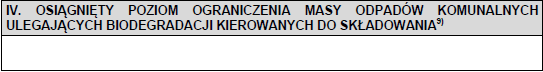 IV. OSIĄGNIĘTY POZIOM OGRANICZENIA MASY ODPADÓW KOMUNALNYCH
ULEGAJĄCYCH BIODEGRADACJI KIEROWANYCH DO SKŁADOWANIA⁹⁾